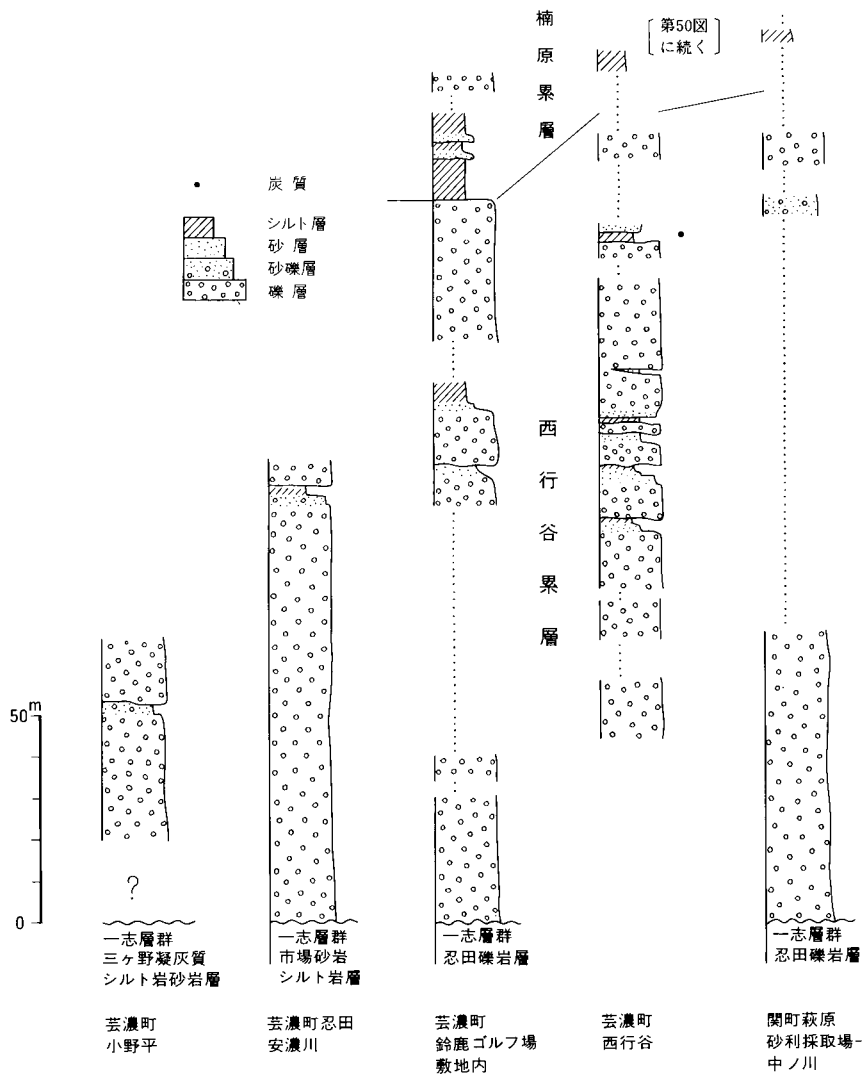 楠原累層
第50図
に続く
炭質
シルト層
砂層
砂礫層
礫層
西行谷累層
50m
0
?
一志層群
三ヶ野凝灰質
シルト岩砂岩層
一志層群
市場砂岩
シルト岩層
一志層群
忍田礫岩層
一志層群
忍田礫岩層
芸濃町
小野平
芸濃町忍田
安濃川
芸濃町
鈴鹿ゴルフ場
敷地内
芸濃町
西行谷
関町萩原
砂利採取場-
中ノ川